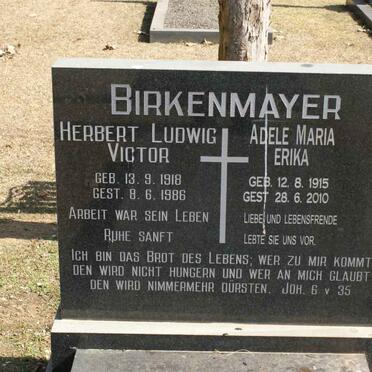 BIRKENMAYER
HERBERT LUDWIG
VICTOR
GEB. 13. 9. 1918
GEST. 8. 6. 1986
ARBEIT WAR SEIN LEBEN
RUHE SANFT
ADELE MARIA
ERIKA
GEB. 12. 8. 1915
GEST 28. 6. 2010
LIEBE UND LEBENSFRENDE
LEBTE SIE UNS VOR.
ICH BIN DAS BROT DES LEBENS; WER ZU MIR KOMMT
DEN WIRD NICHT HUNGERN UND WER AN MICH GLAUBT
DEN WIRD NIMMERMEHR DÜRSTEN. JOH. 6 V 35